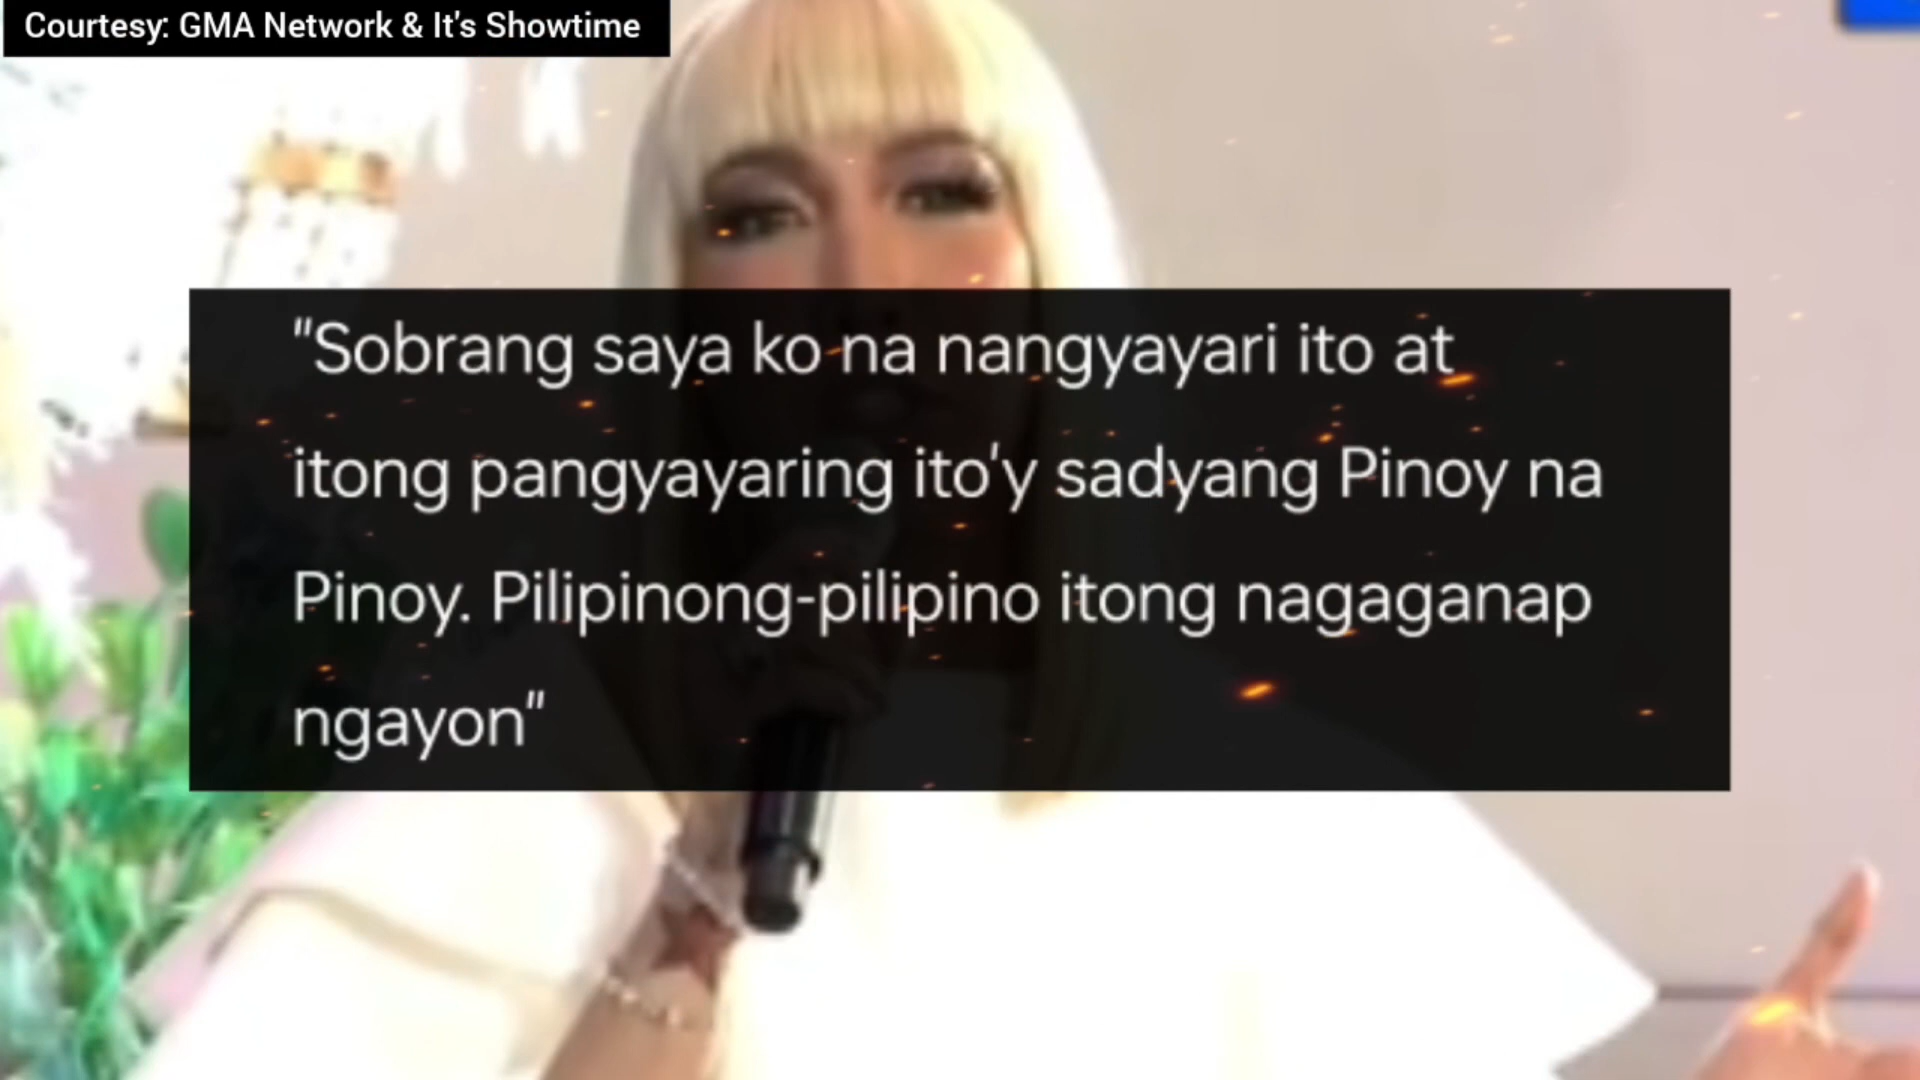 Courtesy: GMA Network & It's Showtime
"Sobrang saya ko na nangyayari ito at
itong pangyayaring ito'y sadyang Pinoy na
Pinoy. Pilipinong-pilipino itong nagaganap
ngayon"